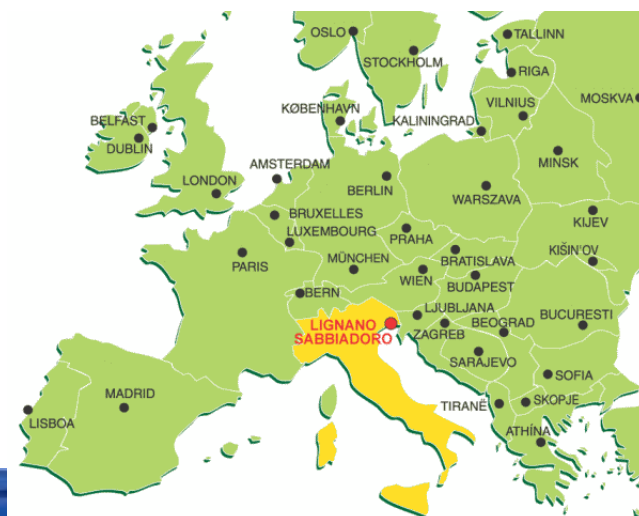 OSLO
TALLINN
STOCKHOLM
RIGA
MOSKVA
VILNIUS
KØBENHAVN
KALININGRAD
BELFAST
DUBLIN
MINSK
AMSTERDAM
LONDON
BERLIN
WARSZAVA
BRUXELLES
KIJEV
LUXEMBOURG
PRAHA
PARIS
MÜNCHEN
BRATISLAVA
KIŠIN'OV
WIEN
BUDAPEST
BERN
LJUBLJANA
BUCURESTI
LIGNANO
SABBIADORO
ZAGREB
BEOGRAD
SARAJEVO
SOFIA
MADRID
TIRANË
SKOPJE
LISBOA
ATHÍNA